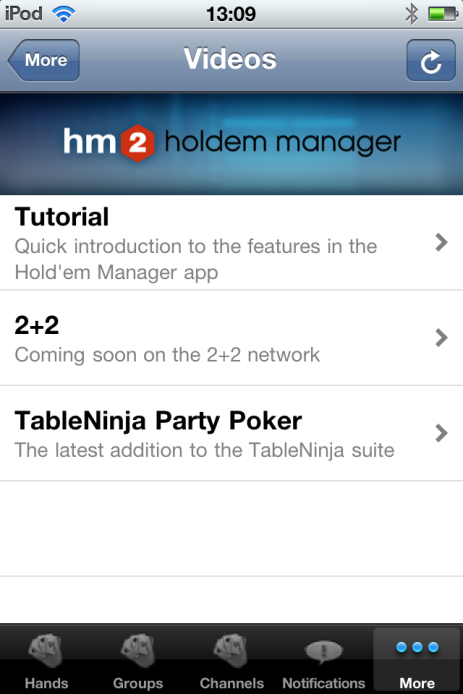 iPod 13:09
More Videos
hm2 holdem manager
Tutorial
Quick introduction to the features in the
Hold'em Manager app
2+2
Coming soon on the 2+2 network
TableNinja Party Poker
The latest addition to the TableNinja suite
Hands Groups Channels Notifications More